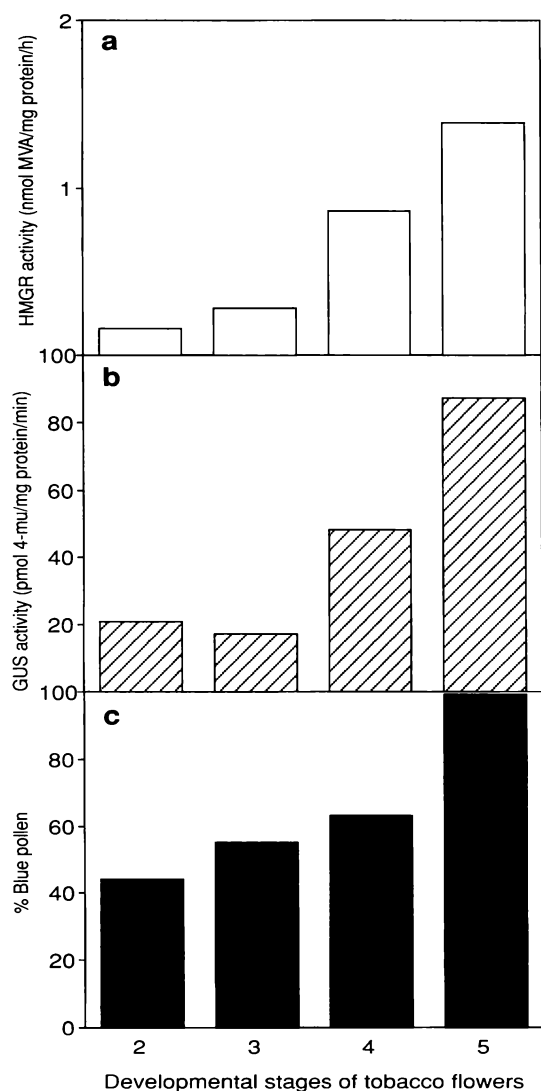 a
2
1
HMGR activity (nmol MVA/mg protein/h)
b
100
80
60
40
20
GUS activity (pmol 4-mu/mg protein/min)
c
100
80
60
40
20
0
% Blue pollen
2 3 4 5
Developmental stages of tobacco flowers